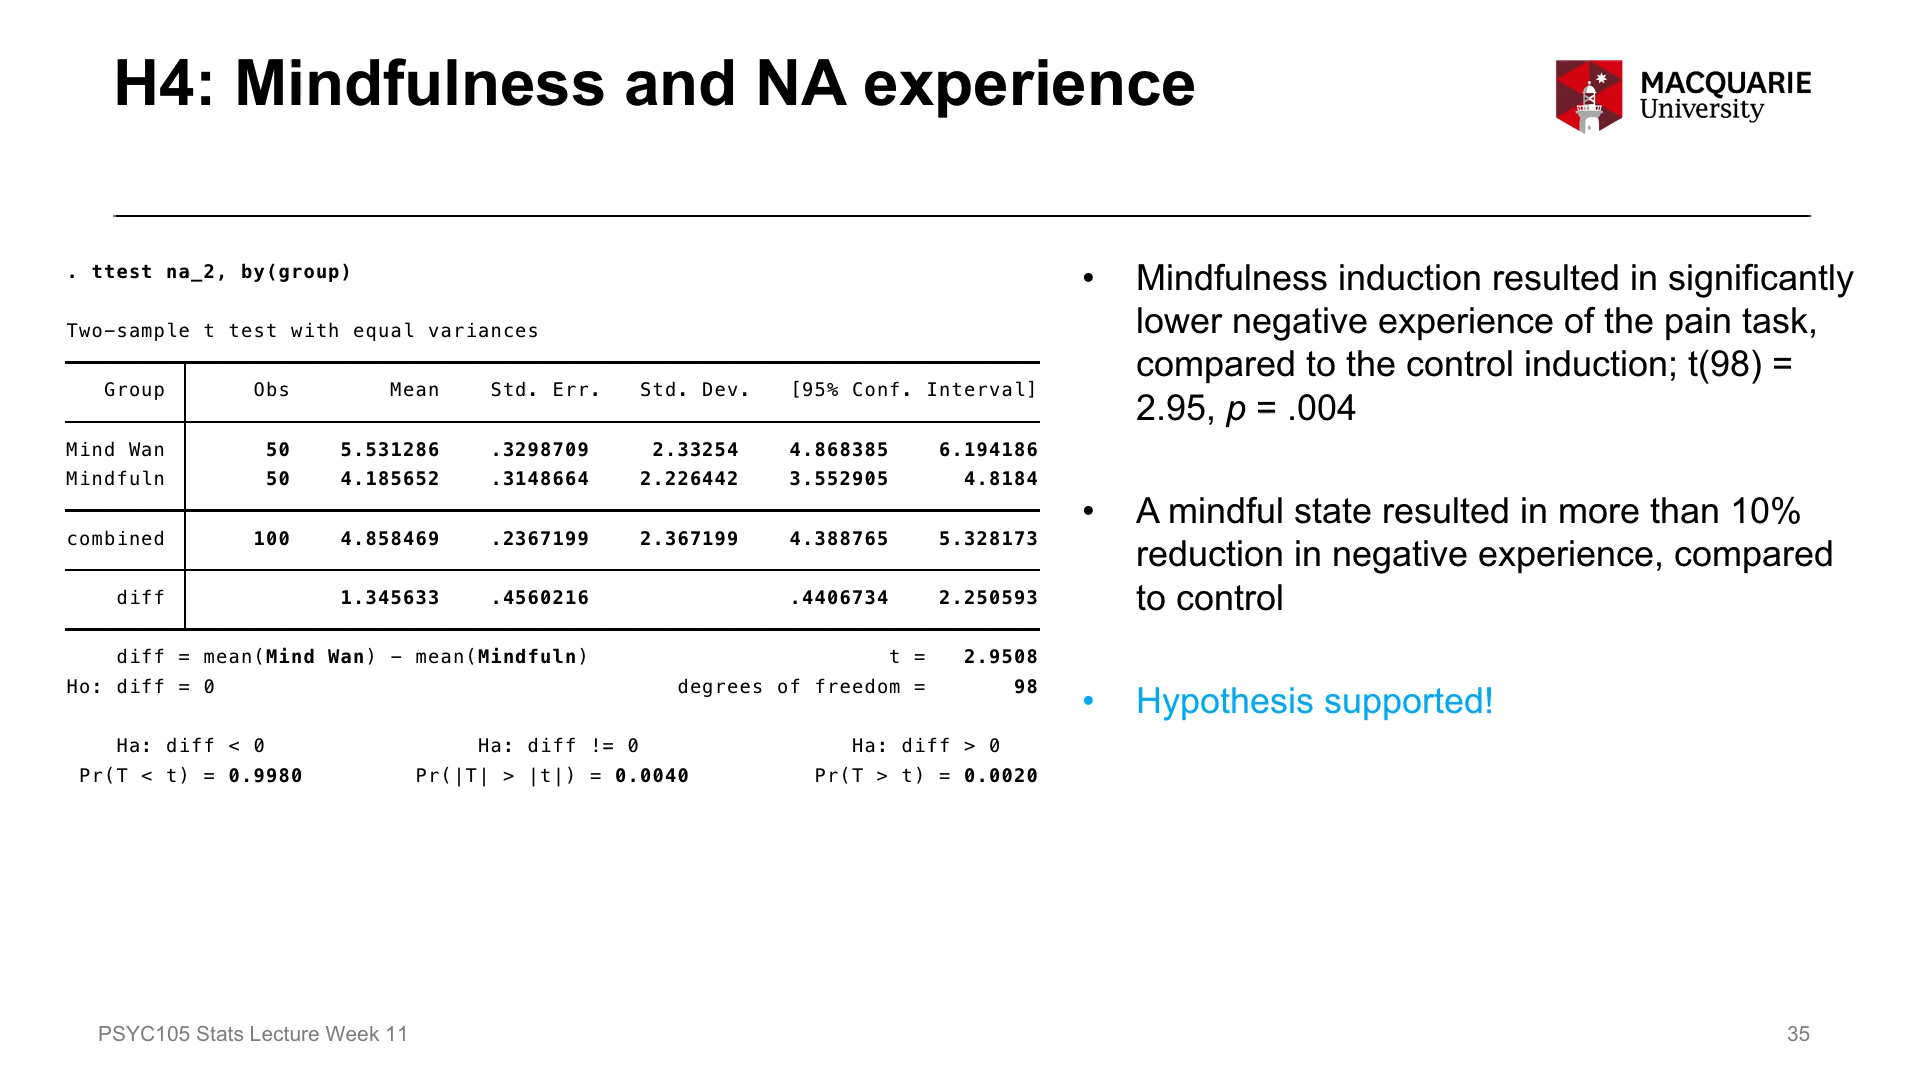 H4: Mindfulness and NA experience
MACQUARIE
University
. ttest na_2, by(group)
Two-sample t test with equal variances
Group Obs Mean Std. Err. Std. Dev. [95% Conf. Interval]
Mind Wan 50 5.531286 .3298709 2.33254 4.868385 6.194186
Mindfuln 50 4.185652 .3148664 2.226442 3.552905 4.8184
combined 100 4.858469 .2367199 2.367199 4.388765 5.328173
diff 1.345633 .4560216 .4406734 2.250593
diff = mean(Mind Wan) - mean(Mindfuln) t = 2.9508
Ho: diff = 0 degrees of freedom = 98
Ha: diff < 0 Ha: diff != 0 Ha: diff > 0
Pr(T < t) = 0.9980 Pr(|T| > |t|) = 0.0040 Pr(T > t) = 0.0020
• Mindfulness induction resulted in significantly
lower negative experience of the pain task,
compared to the control induction; t(98) =
2.95, p = .004
• A mindful state resulted in more than 10%
reduction in negative experience, compared
to control
• Hypothesis supported!
PSYC105 Stats Lecture Week 11
35